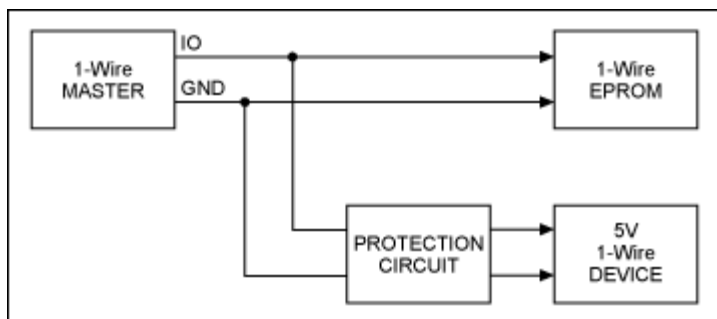 IO
1-Wire
MASTER
GND
1-Wire
EPROM
PROTECTION
CIRCUIT
5V
1-Wire
DEVICE